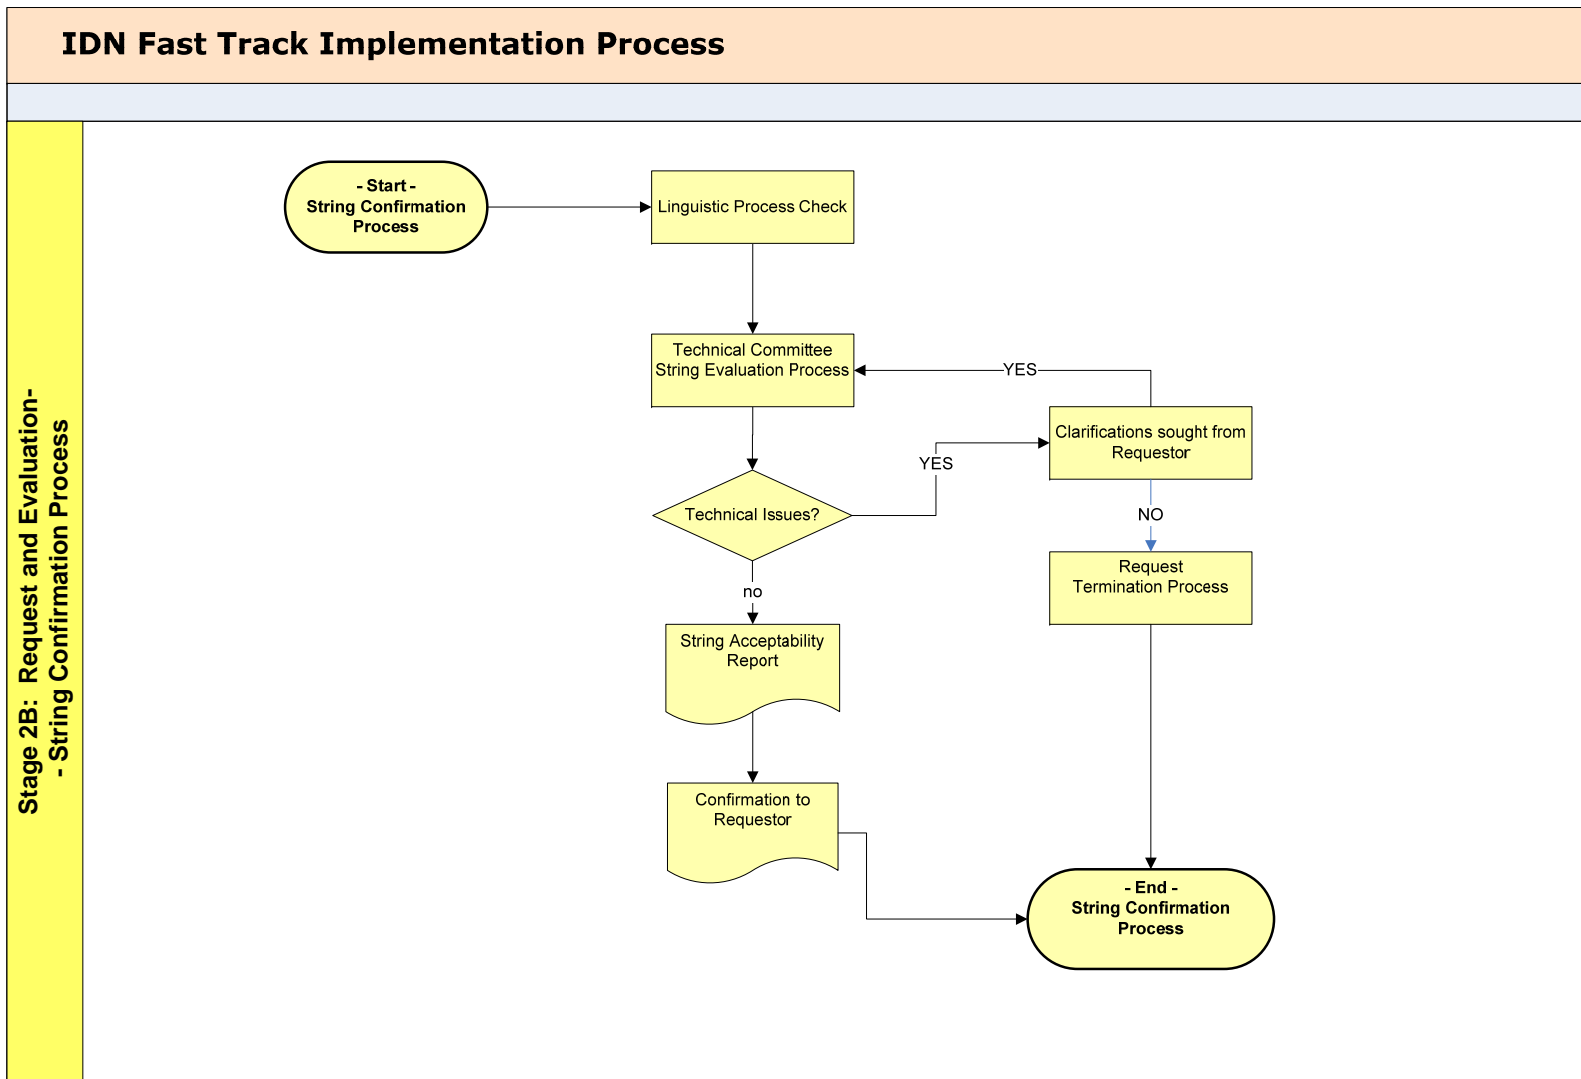 IDN Fast Track Implementation Process
Stage 2B:  Request and Evaluation-
- String Confirmation Process
- Start -
String Confirmation
Process
Linguistic Process Check
Technical Committee
String Evaluation Process
YES
Clarifications sought from
Requestor
YES
Technical Issues?
NO
Request
Termination Process
no
String Acceptability
Report
Confirmation to
Requestor
- End -
String Confirmation
Process